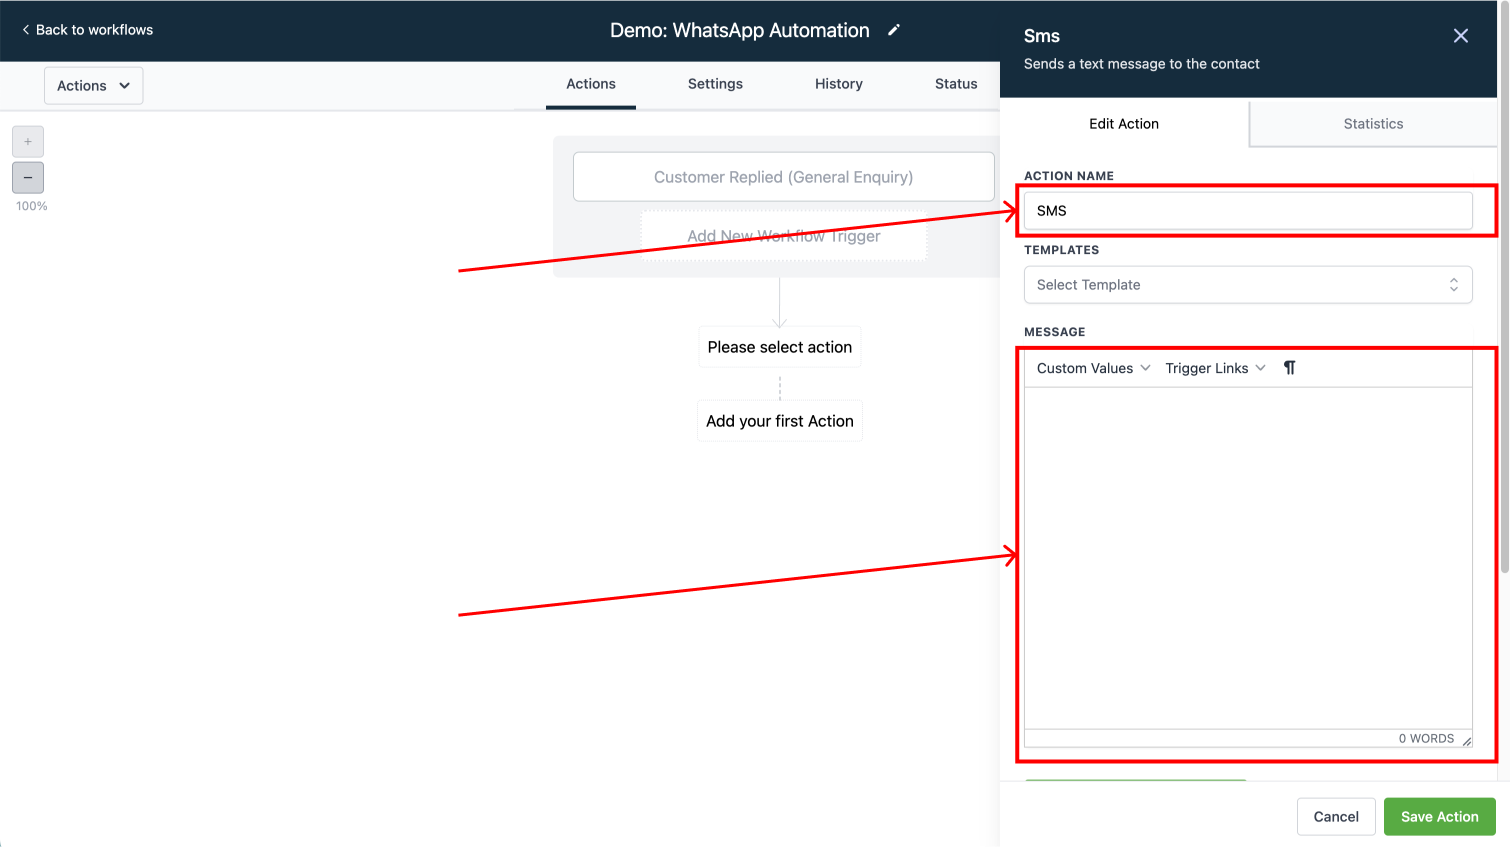 Back to workflows
Demo: WhatsApp Automation
Actions
Actions
Settings
History
Status
+
−
100%
Customer Replied (General Enquiry)
Add New Workflow Trigger
Please select action
Add your first Action
Sms
Sends a text message to the contact
Edit Action
Statistics
ACTION NAME
SMS
TEMPLATES
Select Template
MESSAGE
Custom Values
Trigger Links
¶
0 WORDS
Cancel
Save Action